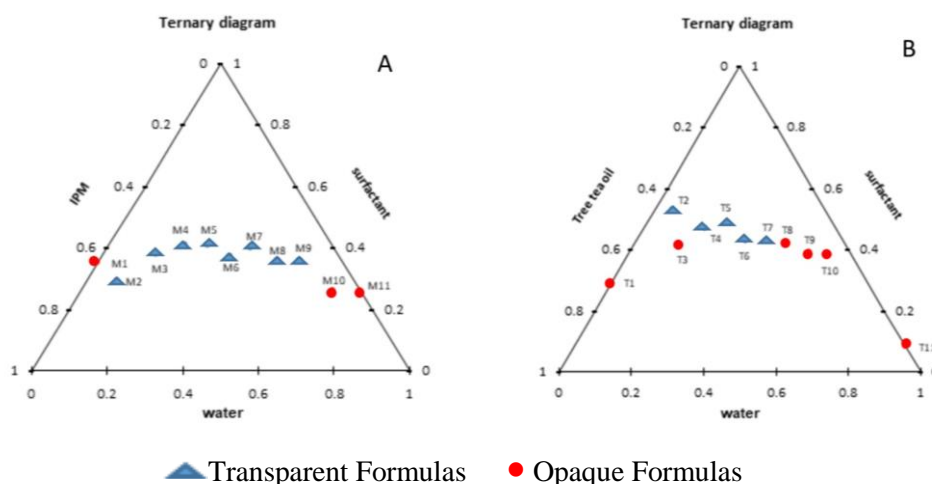 Ternary diagram
A
0 1
0.2 0.8
0.4 0.6
IPM
surfactant
0.6 0.4
0.8 0.2
1 0
M1
M2
M3
M4
M5
M6
M7
M8
M9
M10
M11
0 0.2 0.4 0.6 0.8 1
water
Ternary diagram
B
0 1
0.2 0.8
0.4 0.6
Tree tea oil
surfactant
0.6 0.4
0.8 0.2
1
T1
T2
T3
T4
T5
T6
T7
T8
T9
T10
0 0.2 0.4 0.6 0.8 1
water
Transparent Formulas
Opaque Formulas